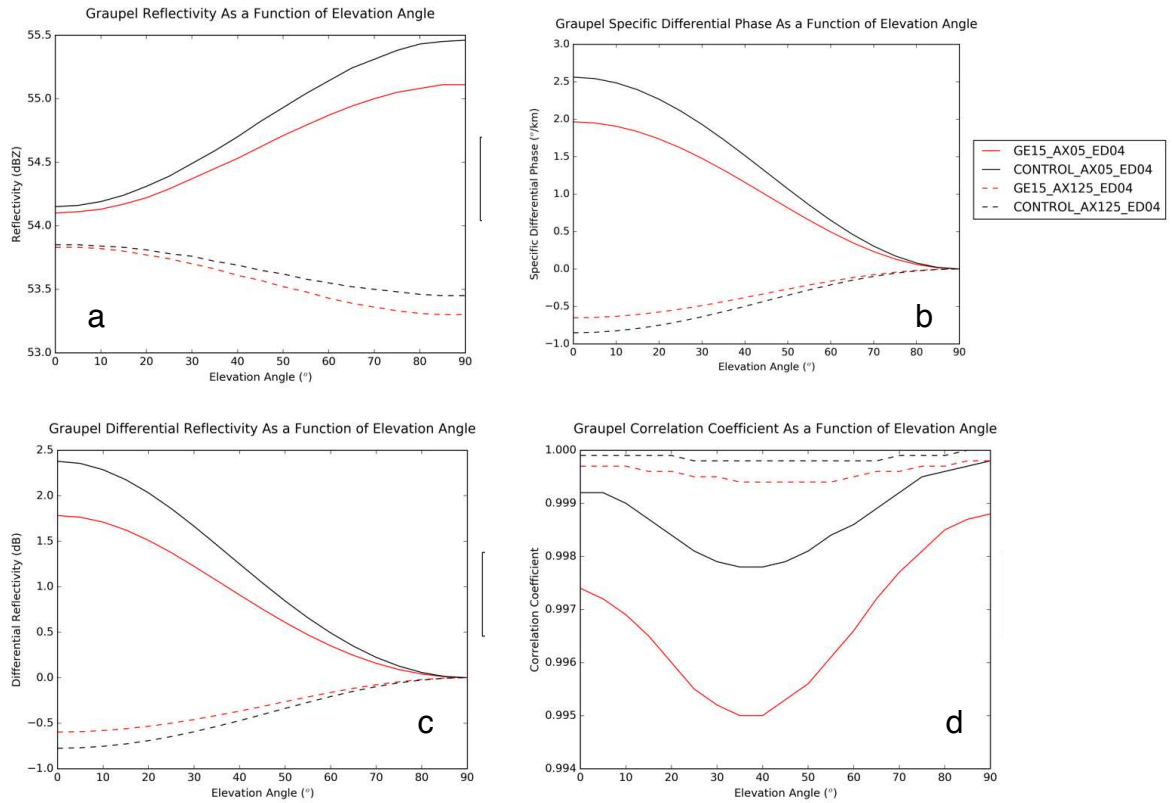 Graupel Reflectivity As a Function of Elevation Angle
55.5
55.0
54.5
54.0
53.5
53.0
Reflectivity (dBZ)
0 10 20 30 40 50 60 70 80 90
Elevation Angle (°)
a
Graupel Specific Differential Phase As a Function of Elevation Angle
3.0
2.5
2.0
1.5
1.0
0.5
0.0
−0.5
−1.0
Specific Differential Phase (°/km)
0 10 20 30 40 50 60 70 80 90
Elevation Angle (°)
b
GE15_AX05_ED04
CONTROL_AX05_ED04
GE15_AX125_ED04
CONTROL_AX125_ED04
Graupel Differential Reflectivity As a Function of Elevation Angle
2.5
2.0
1.5
1.0
0.5
0.0
−0.5
−1.0
Differential Reflectivity (dB)
0 10 20 30 40 50 60 70 80 90
Elevation Angle (°)
c
Graupel Correlation Coefficient As a Function of Elevation Angle
1.000
0.999
0.998
0.997
0.996
0.995
0.994
Correlation Coefficient
0 10 20 30 40 50 60 70 80 90
Elevation Angle (°)
d